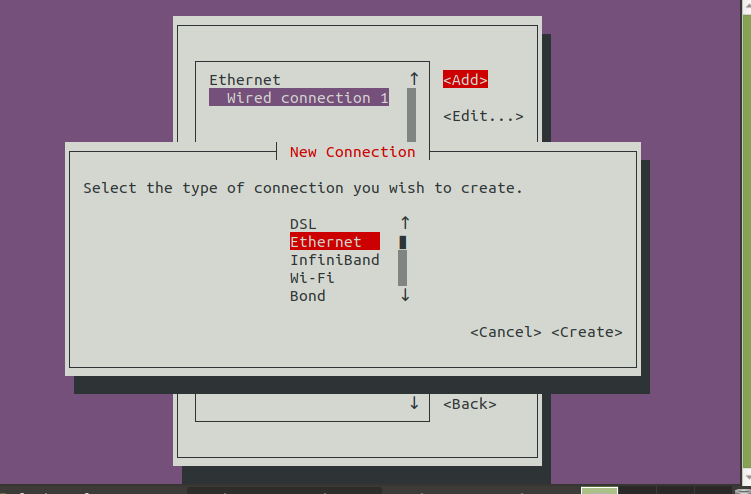 Ethernet
Wired connection 1
<Add>
<Edit...>
New Connection
Select the type of connection you wish to create.
DSL
Ethernet
InfiniBand
Wi-Fi
Bond
<Cancel> <Create>
<Back>